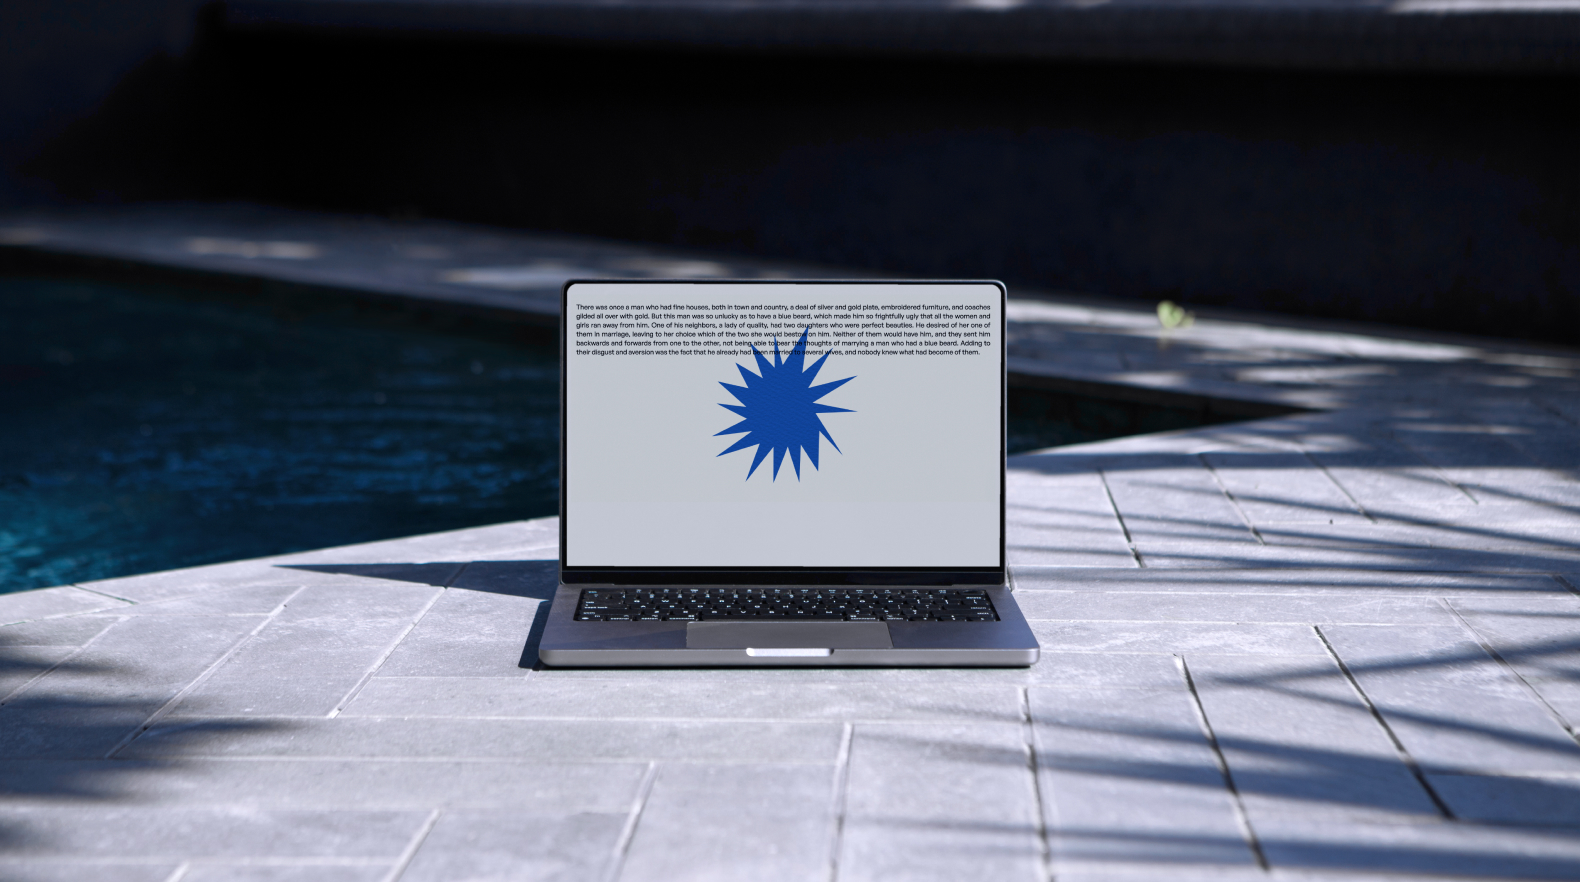 There was once a man who had fine houses, both in town and country, a deal of silver and gold plate, embroidered furniture, and coaches
gilded all over with gold. But this man was so unlucky as to have a blue beard, which made him so frightfully ugly that all the women and
girls ran away from him. One of his neighbors, a lady of quality, had two daughters who were perfect beauties. He desired of her one of
them in marriage, leaving to her choice which of the two she would bestow on him. Neither of them would have him, and they sent him
backwards and forwards from one to the other, not being able to bear the thoughts of marrying a man who had a blue beard. Adding to
their disgust and aversion was the fact that he already had been married to several wives, and nobody knew what had become of them.